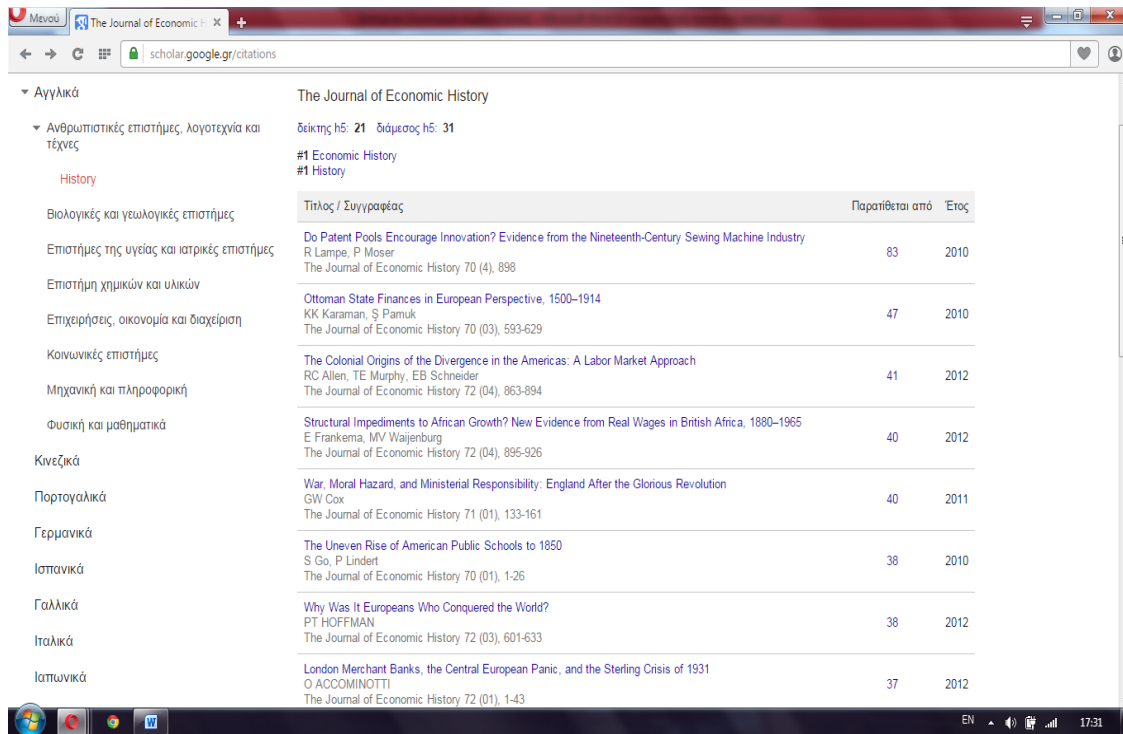 Μενού
The Journal of Economic H
scholar.google.gr/citations
Αγγλικά
Ανθρωπιστικές επιστήμες, λογοτεχνία και
τέχνες
History
Βιολογικές και γεωλογικές επιστήμες
Επιστήμες της υγείας και ιατρικές επιστήμες
Επιστήμη χημικών και υλικών
Επιχειρήσεις, οικονομία και διαχείριση
Κοινωνικές επιστήμες
Μηχανική και πληροφορική
Φυσική και μαθηματικά
Κινεζικά
Πορτογαλικά
Γερμανικά
Ισπανικά
Γαλλικά
Ιταλικά
Ιαπωνικά
The Journal of Economic History
δείκτης h5: 21 διάμεσος h5: 31
#1 Economic History
#1 History
Τίτλος / Συγγραφέας Παρατίθεται από Έτος
Do Patent Pools Encourage Innovation? Evidence from the Nineteenth-Century Sewing Machine Industry
R Lampe, P Moser 83 2010
The Journal of Economic History 70 (4), 898
Ottoman State Finances in European Perspective, 1500–1914
KK Karaman, Ş Pamuk 47 2010
The Journal of Economic History 70 (03), 593-629
The Colonial Origins of the Divergence in the Americas: A Labor Market Approach
RC Allen, TE Murphy, EB Schneider 41 2012
The Journal of Economic History 72 (04), 863-894
Structural Impediments to African Growth? New Evidence from Real Wages in British Africa, 1880–1965
E Frankema, MV Waijenburg 40 2012
The Journal of Economic History 72 (04), 895-926
War, Moral Hazard, and Ministerial Responsibility: England After the Glorious Revolution
GW Cox 40 2011
The Journal of Economic History 71 (01), 133-161
The Uneven Rise of American Public Schools to 1850
S Go, P Lindert 38 2010
The Journal of Economic History 70 (01), 1-26
Why Was It Europeans Who Conquered the World?
PT HOFFMAN 38 2012
The Journal of Economic History 72 (03), 601-633
London Merchant Banks, the Central European Panic, and the Sterling Crisis of 1931
O ACCOMINOTTI 37 2012
The Journal of Economic History 72 (01), 1-43
EN 17:31